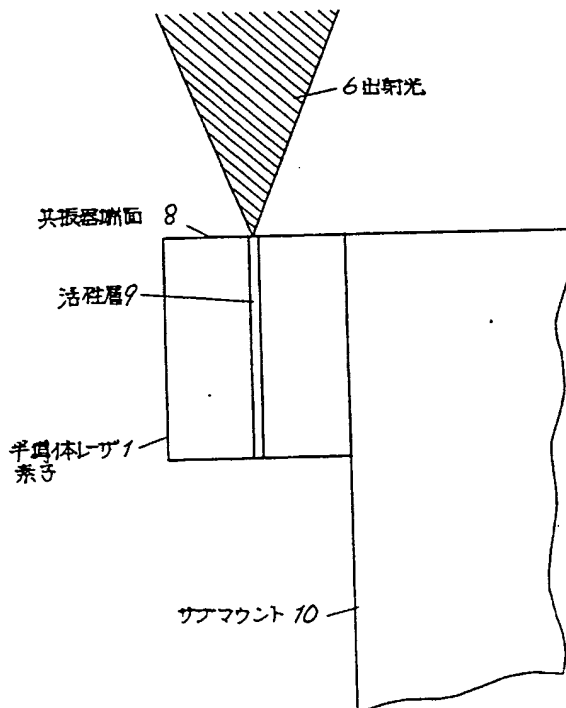 6出射光
共振器端面 8
活性層9
半導体レーザ1
素子
サブマウント 10